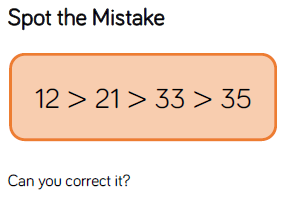 Spot the Mistake
12 > 21 > 33 > 35
Can you correct it?